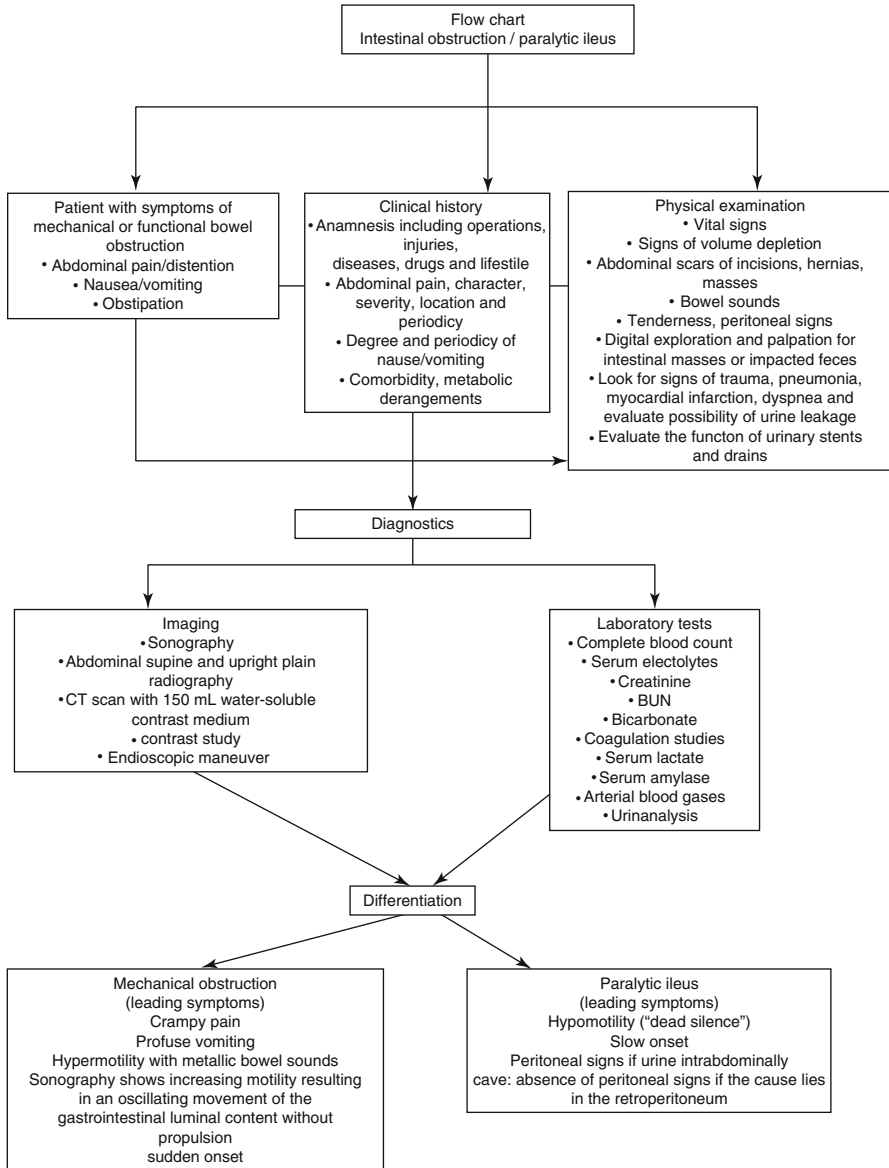 Flow chart
Intestinal obstruction / paralytic ileus
Patient with symptoms of
mechanical or functional bowel
obstruction
• Abdominal pain/distention
• Nausea/vomiting
• Obstipation
Clinical history
• Anamnesis including operations,
injuries,
diseases, drugs and lifestile
• Abdominal pain, character,
severity, location and
periodicy
• Degree and periodicy of
nause/vomiting
• Comorbidity, metabolic
derangements
Physical examination
• Vital signs
• Signs of volume depletion
• Abdominal scars of incisions, hernias,
masses
• Bowel sounds
• Tenderness, peritoneal signs
• Digital exploration and palpation for
intestinal masses or impacted feces
• Look for signs of trauma, pneumonia,
myocardial infarction, dyspnea and
evaluate possibility of urine leakage
• Evaluate the functon of urinary stents
and drains
Diagnostics
Imaging
• Sonography
• Abdominal supine and upright plain
radiography
• CT scan with 150 mL water-soluble
contrast medium
• contrast study
• Endioscopic maneuver
Laboratory tests
• Complete blood count
• Serum electolytes
• Creatinine
• BUN
• Bicarbonate
• Coagulation studies
• Serum lactate
• Serum amylase
• Arterial blood gases
• Urinanalysis
Differentiation
Mechanical obstruction
(leading symptoms)
Crampy pain
Profuse vomiting
Hypermotility with metallic bowel sounds
Sonography shows increasing motility resulting
in an oscillating movement of the
gastrointestinal luminal content without
propulsion
sudden onset
Paralytic ileus
(leading symptoms)
Hypomotility (“dead silence”)
Slow onset
Peritoneal signs if urine intrabdominally
cave: absence of peritoneal signs if the cause lies
in the retroperitoneum